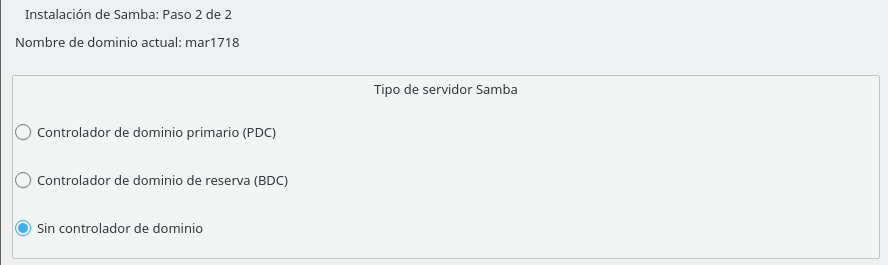 Instalación de Samba: Paso 2 de 2
Nombre de dominio actual: mar1718
Tipo de servidor Samba
Controlador de dominio primario (PDC)
Controlador de dominio de reserva (BDC)
Sin controlador de dominio